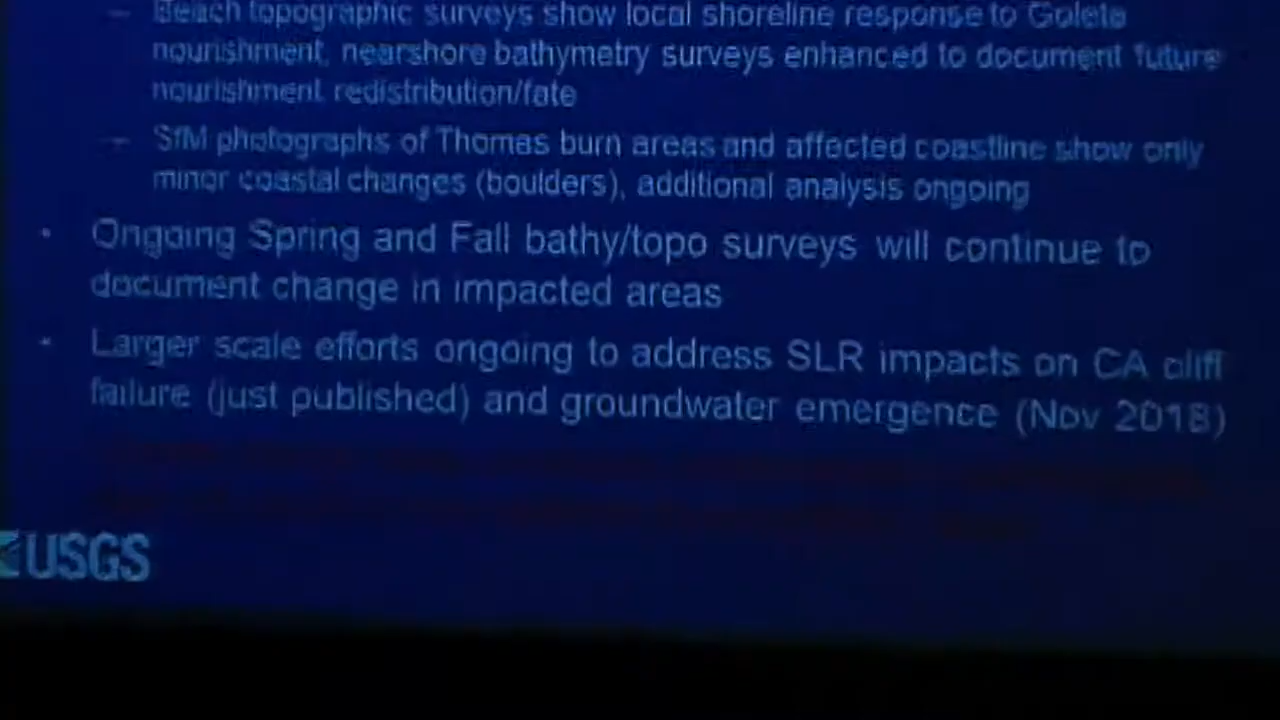 – Beach topographic surveys show local shoreline response to Goleta
nourishment, nearshore bathymetry surveys enhanced to document future
nourishment redistribution/fate
– SfM photographs of Thomas burn areas and affected coastline show only
minor coastal changes (boulders), additional analysis ongoing
• Ongoing Spring and Fall bathy/topo surveys will continue to
document change in impacted areas
• Larger scale efforts ongoing to address SLR impacts on CA cliff
failure (just published) and groundwater emergence (Nov 2018)
USGS